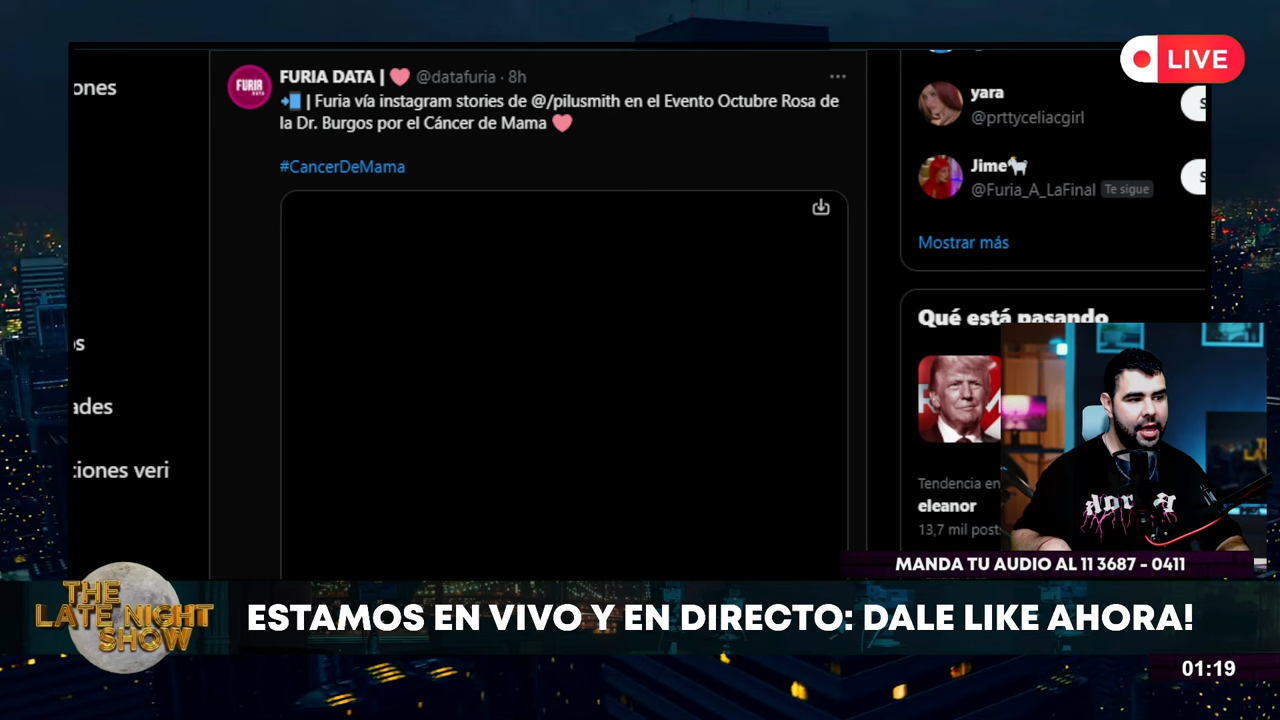 LIVE
ones
FURIA DATA | 🩷 @datafuria · 8h
📲 | Furia vía instagram stories de @/pilusmith en el Evento Octubre Rosa de
la Dr. Burgos por el Cáncer de Mama 🩷
#CancerDeMama
yara
@prttyceliacgirl
Jime🐐
@Furia_A_LaFinal Te sigue
Mostrar más
Qué está pasando
ades
ciones veri
Tendencia en
eleanor
13,7 mil post
MANDA TU AUDIO AL 11 3687 - 0411
THE
LATE NIGHT
SHOW
ESTAMOS EN VIVO Y EN DIRECTO: DALE LIKE AHORA!
01:19